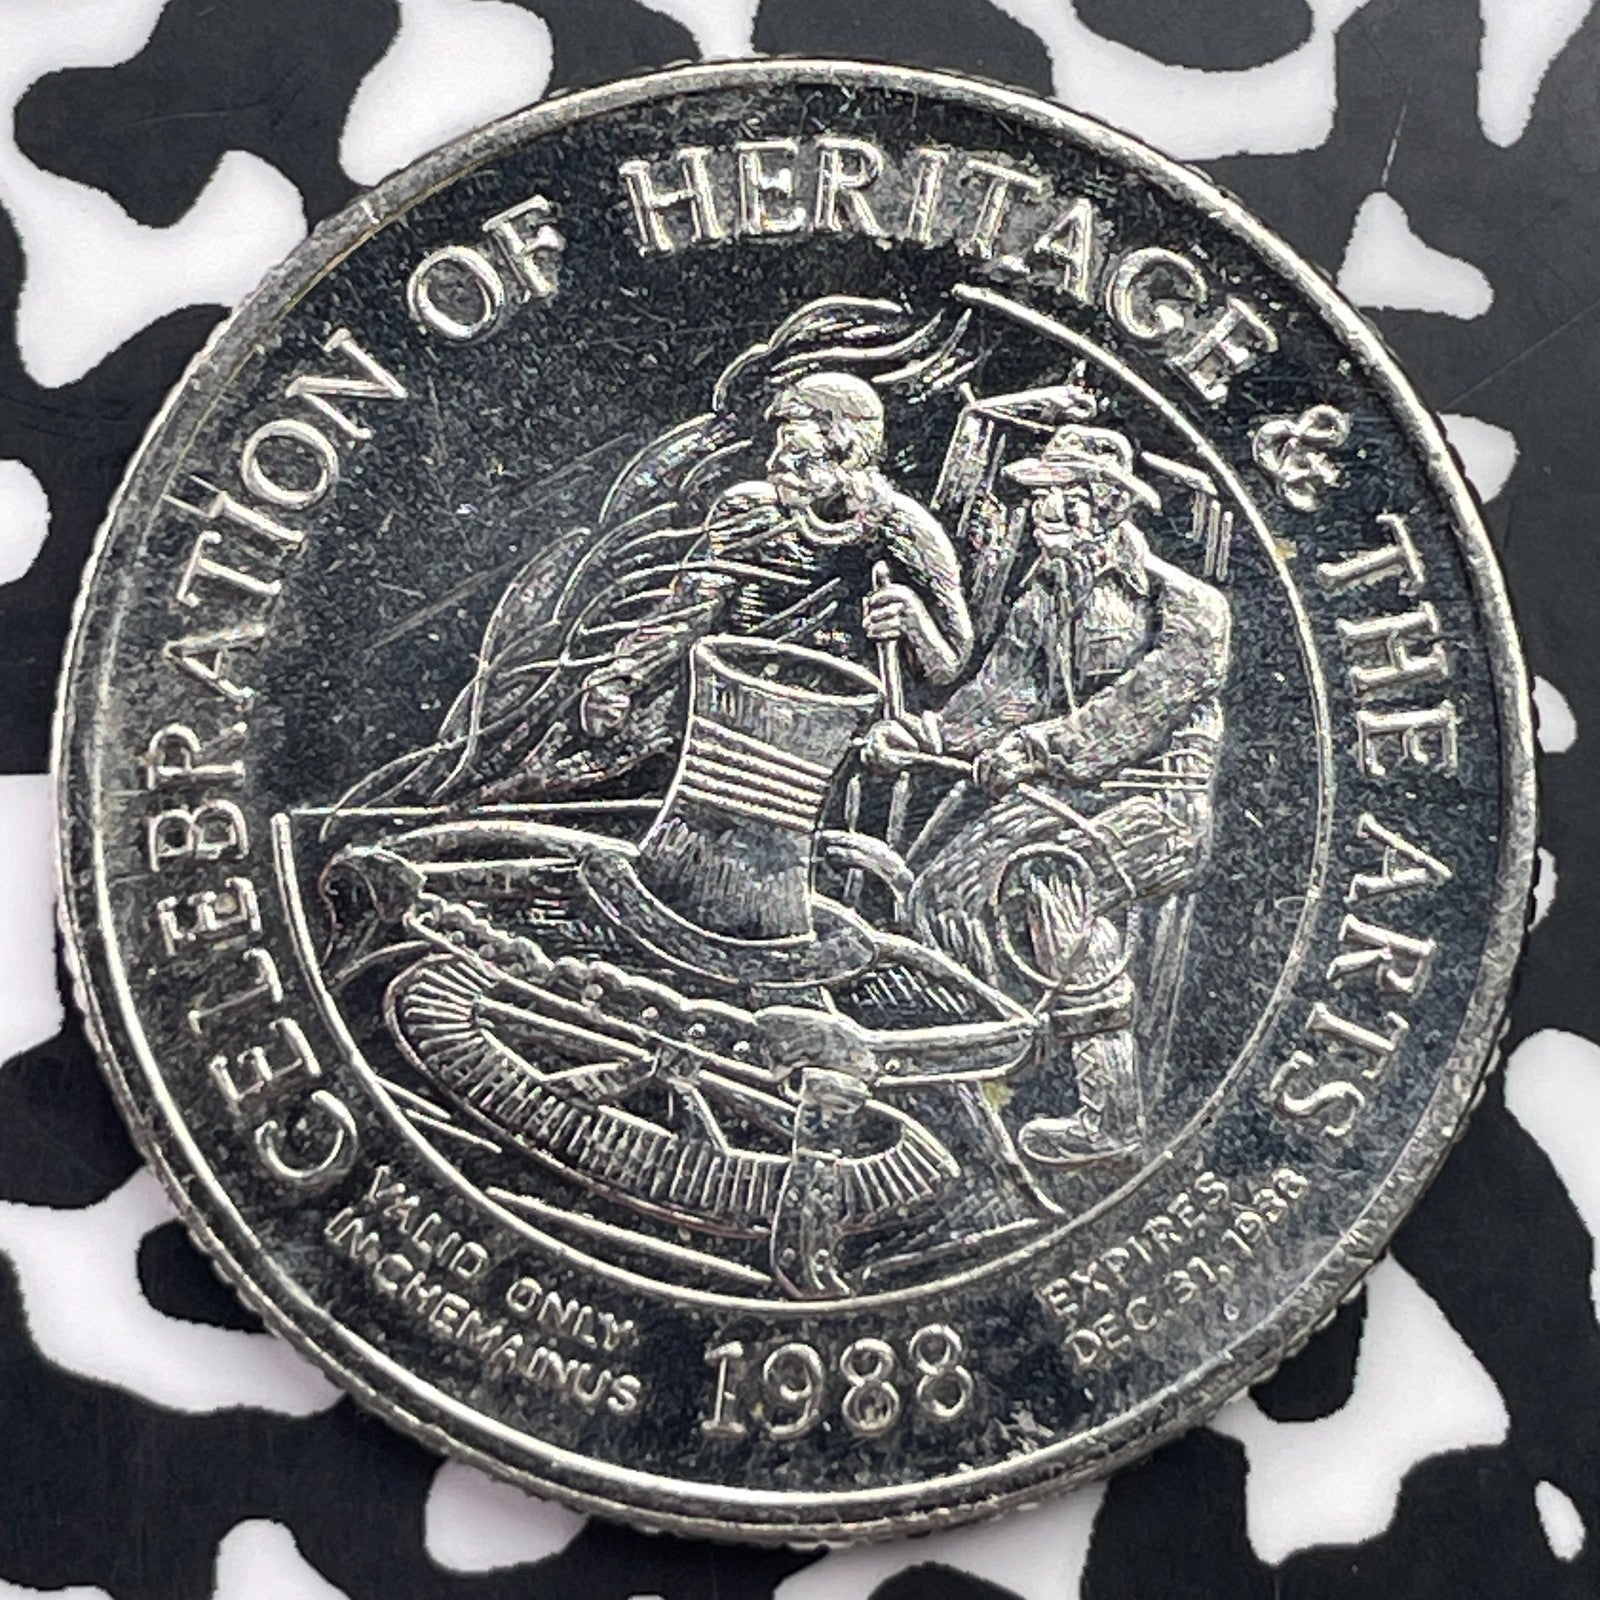 CELEBRATION OF HERITAGE & THE ARTS
VALID ONLY
IN CHEMAINUS
1988
EXPIRES
DEC. 31, 1988